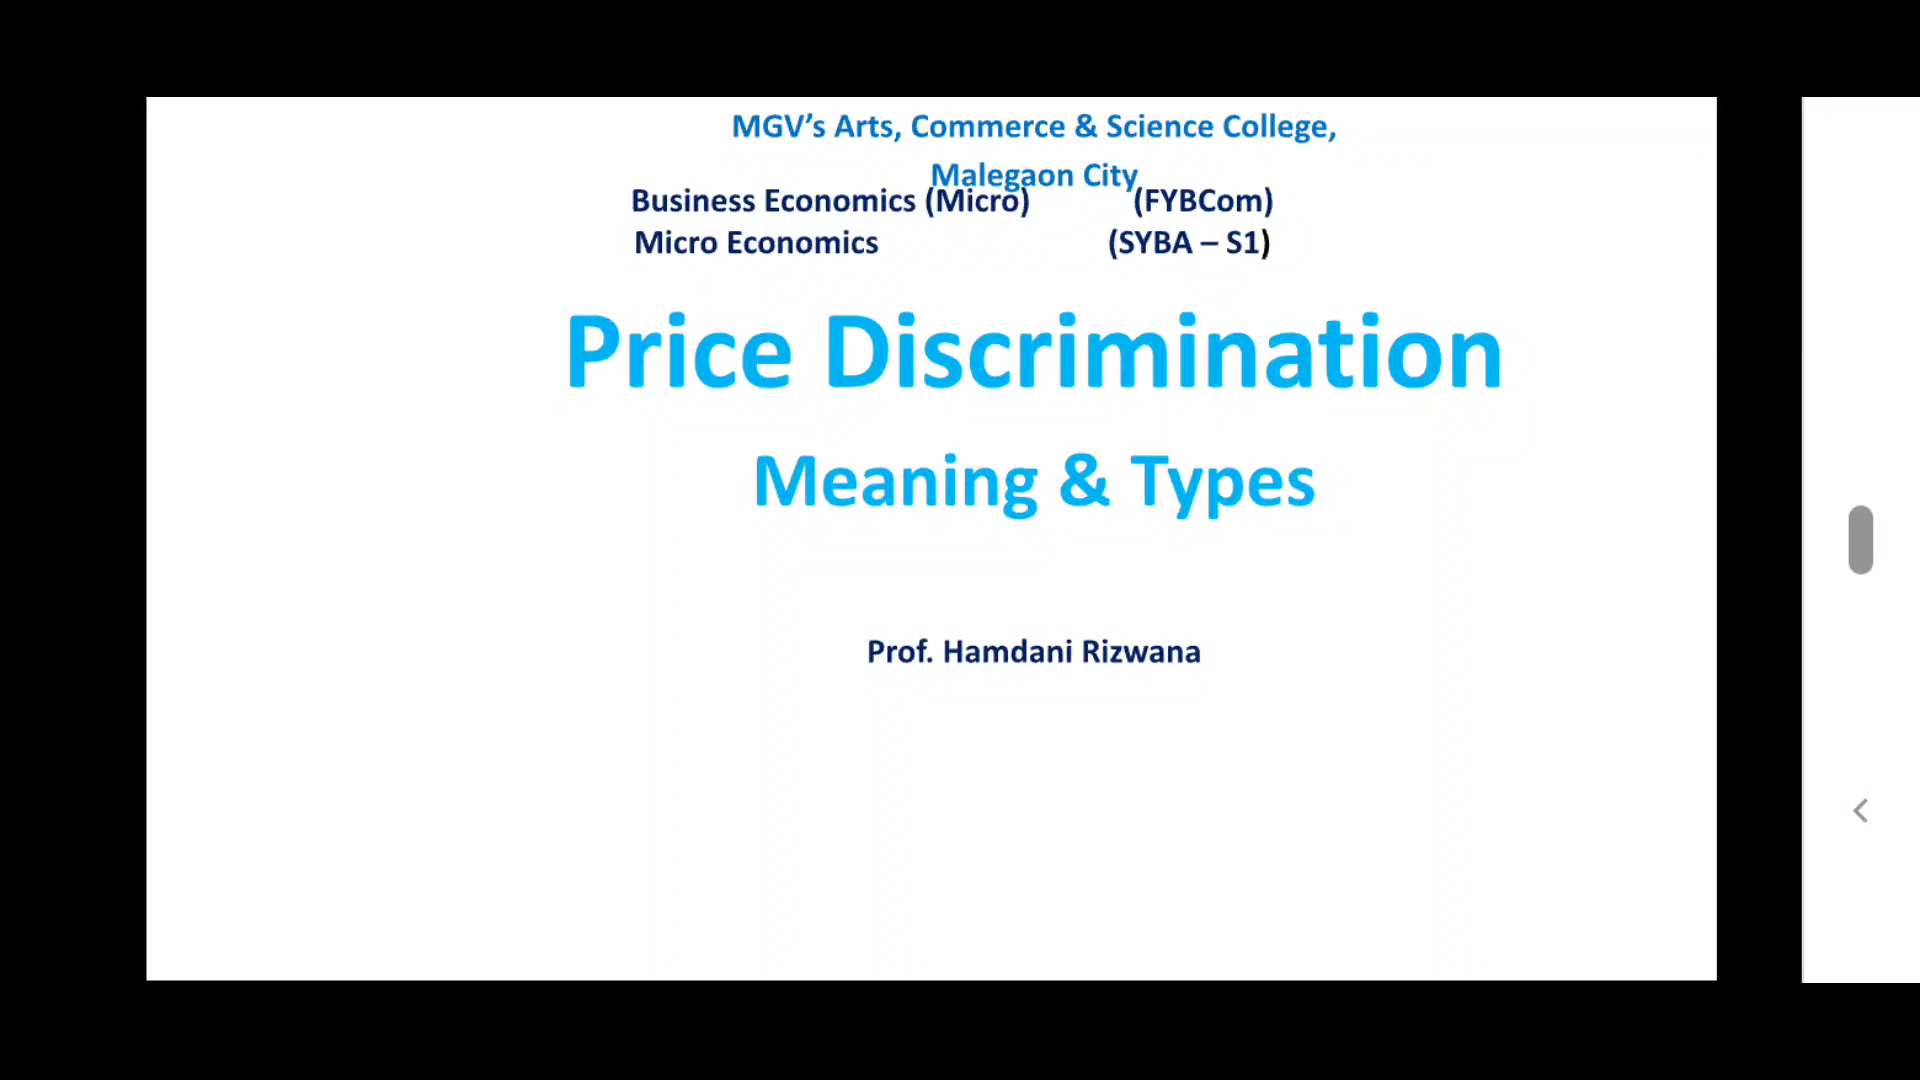 MGV’s Arts, Commerce & Science College,
Malegaon City
Business Economics (Micro) (FYBCom)
Micro Economics (SYBA – S1)
Price Discrimination
Meaning & Types
Prof. Hamdani Rizwana